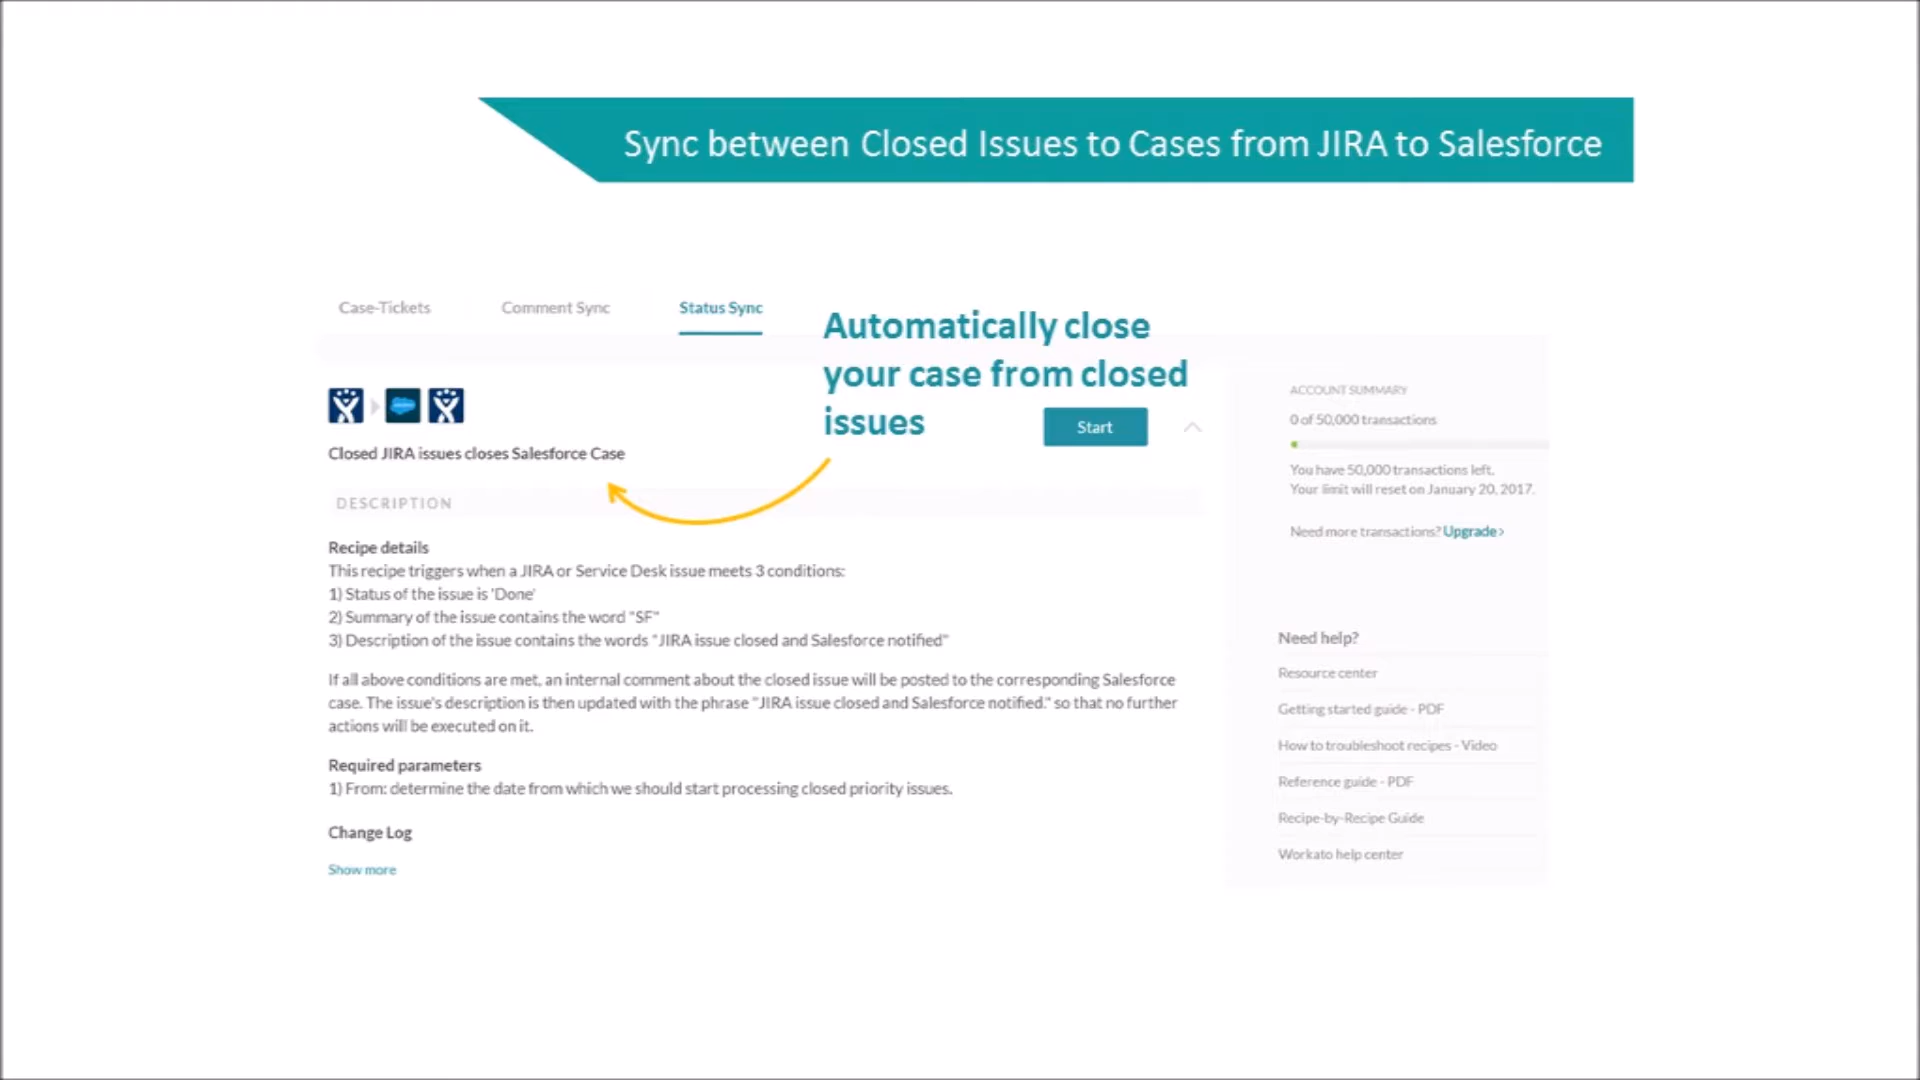 Sync between Closed Issues to Cases from JIRA to Salesforce
Case-Tickets
Comment Sync
Status Sync
Automatically close
your case from closed
issues
Start
Closed JIRA issues closes Salesforce Case
DESCRIPTION
Recipe details
This recipe triggers when a JIRA or Service Desk issue meets 3 conditions:
1) Status of the issue is 'Done'
2) Summary of the issue contains the word "SF"
3) Description of the issue contains the words "JIRA issue closed and Salesforce notified"
If all above conditions are met, an internal comment about the closed issue will be posted to the corresponding Salesforce
case. The issue's description is then updated with the phrase "JIRA issue closed and Salesforce notified." so that no further
actions will be executed on it.
Required parameters
1) From: determine the date from which we should start processing closed priority issues.
Change Log
Show more
ACCOUNT SUMMARY
0 of 50,000 transactions
You have 50,000 transactions left.
Your limit will reset on January 20, 2017.
Need more transactions? Upgrade >
Need help?
Resource center
Getting started guide - PDF
How to troubleshoot recipes - Video
Reference guide - PDF
Recipe-by-Recipe Guide
Workato help center